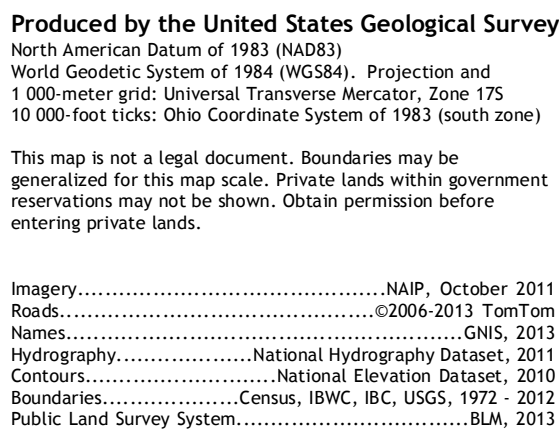 Produced by the United States Geological Survey
North American Datum of 1983 (NAD83)
World Geodetic System of 1984 (WGS84). Projection and
1 000-meter grid: Universal Transverse Mercator, Zone 17S
10 000-foot ticks: Ohio Coordinate System of 1983 (south zone)
This map is not a legal document. Boundaries may be
generalized for this map scale. Private lands within government
reservations may not be shown. Obtain permission before
entering private lands.
Imagery..............................................NAIP, October 2011
Roads...............................................©2006-2013 TomTom
Names...........................................................GNIS, 2013
Hydrography....................National Hydrography Dataset, 2011
Contours............................National Elevation Dataset, 2010
Boundaries....................Census, IBWC, IBC, USGS, 1972 - 2012
Public Land Survey System..................................BLM, 2013